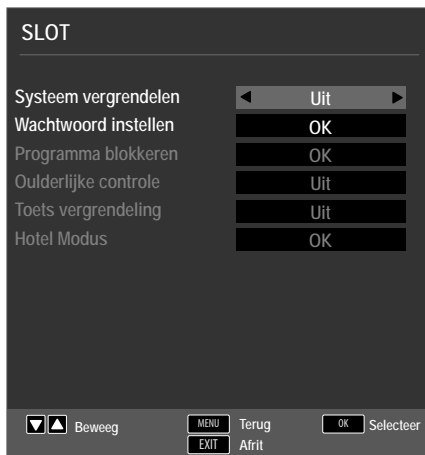 SLOT
Systeem vergrendelen Uit
Wachtwoord instellen OK
Programma blokkeren OK
Oulderlijke controle Uit
Toets vergrendeling Uit
Hotel Modus OK
Beweeg MENU Terug OK Selecteer
EXIT Afrit